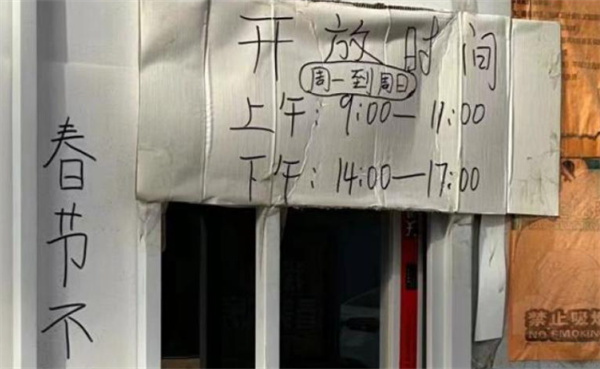 开放时间
周一到周日
上午：9:00—11:00
下午：14:00—17:00
春节不
禁止吸烟
NO SMOKING